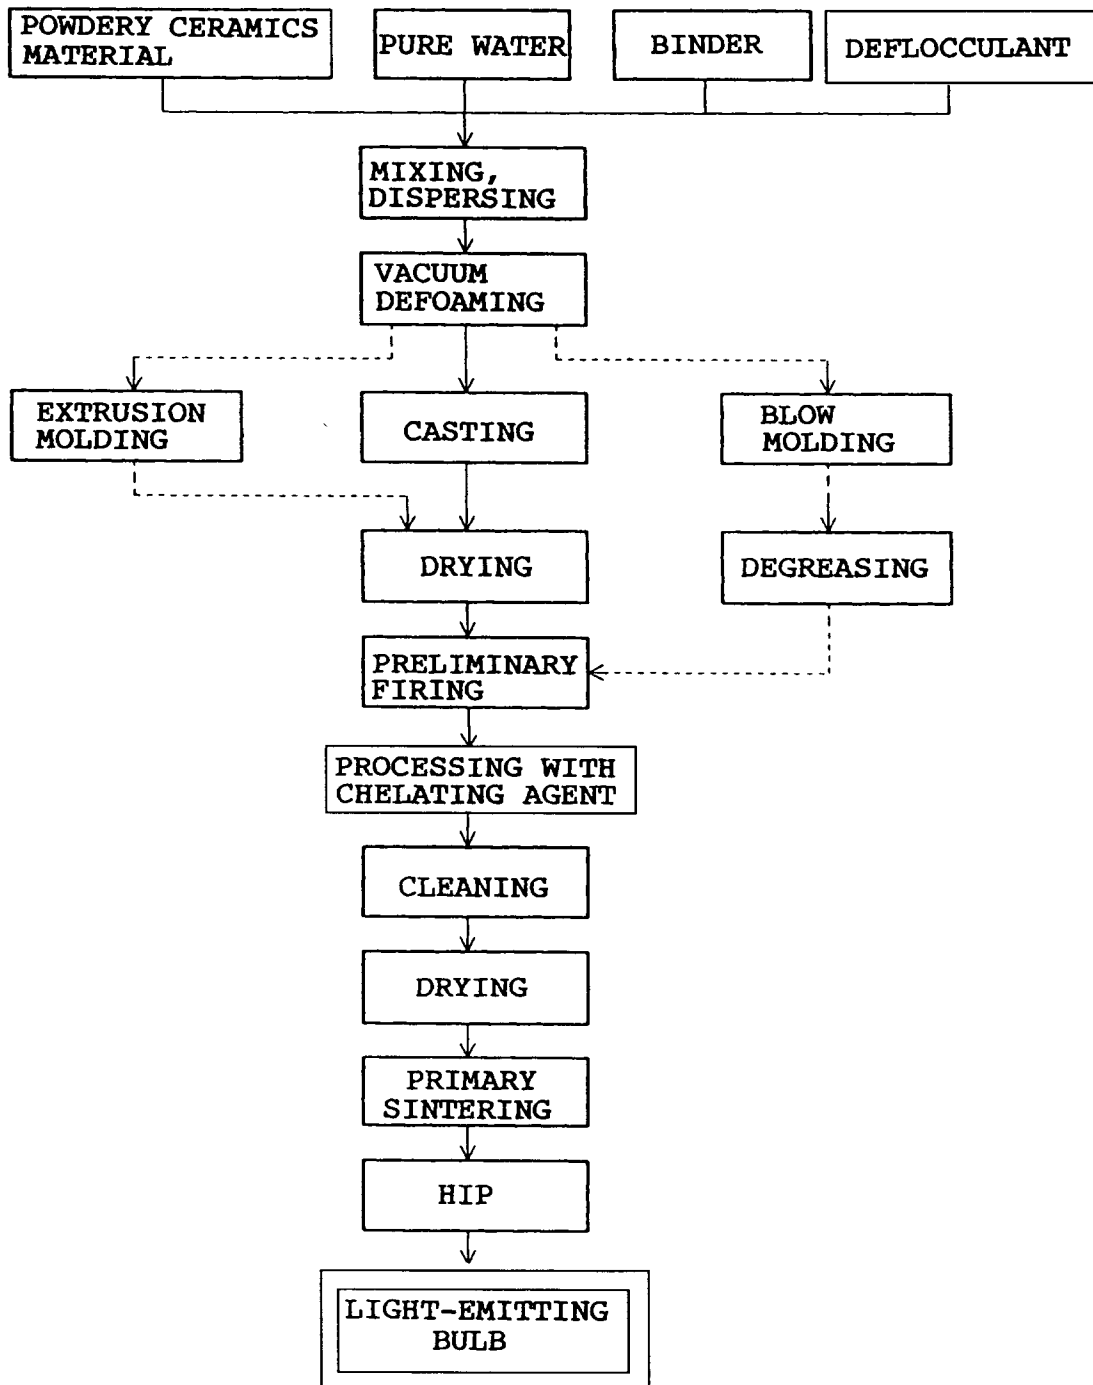 POWDERY CERAMICS
MATERIAL
PURE WATER
BINDER
DEFLOCCULANT
MIXING,
DISPERSING
VACUUM
DEFOAMING
EXTRUSION
MOLDING
CASTING
BLOW
MOLDING
DRYING
DEGREASING
PRELIMINARY
FIRING
PROCESSING WITH
CHELATING AGENT
CLEANING
DRYING
PRIMARY
SINTERING
HIP
LIGHT-EMITTING
BULB